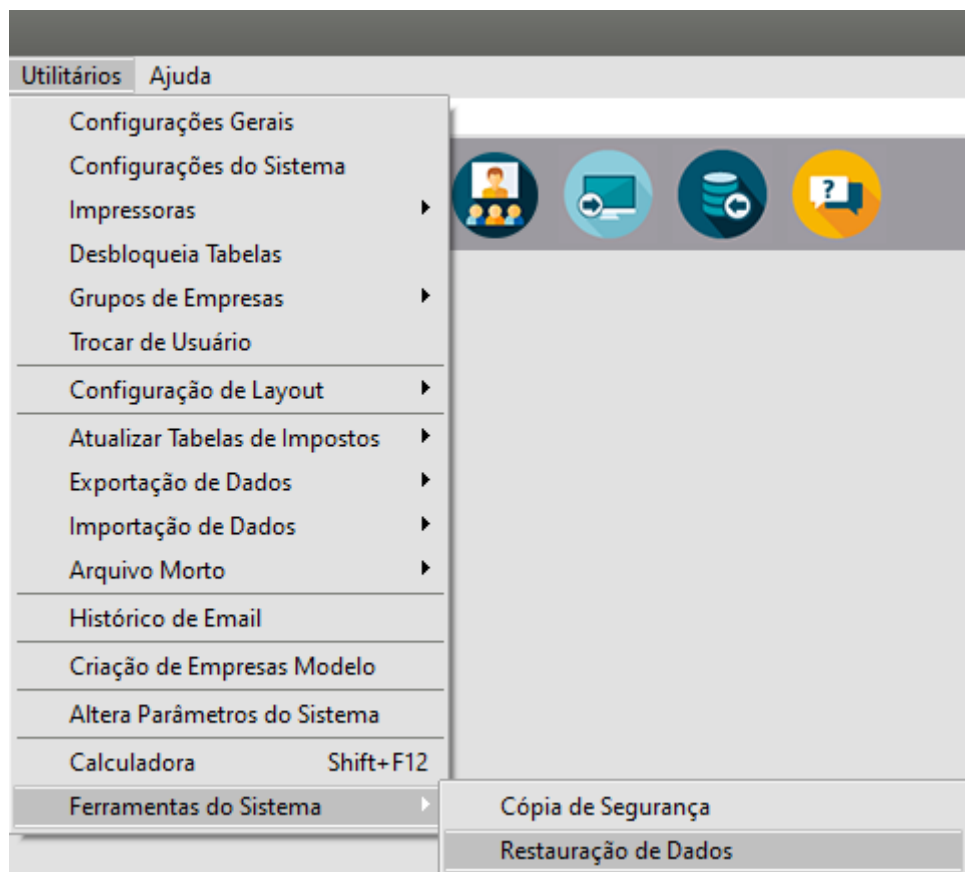 Utilitários Ajuda
Configurações Gerais
Configurações do Sistema
Impressoras
Desbloqueia Tabelas
Grupos de Empresas
Trocar de Usuário
Configuração de Layout
Atualizar Tabelas de Impostos
Exportação de Dados
Importação de Dados
Arquivo Morto
Histórico de Email
Criação de Empresas Modelo
Altera Parâmetros do Sistema
Calculadora Shift+F12
Ferramentas do Sistema
Cópia de Segurança
Restauração de Dados
?